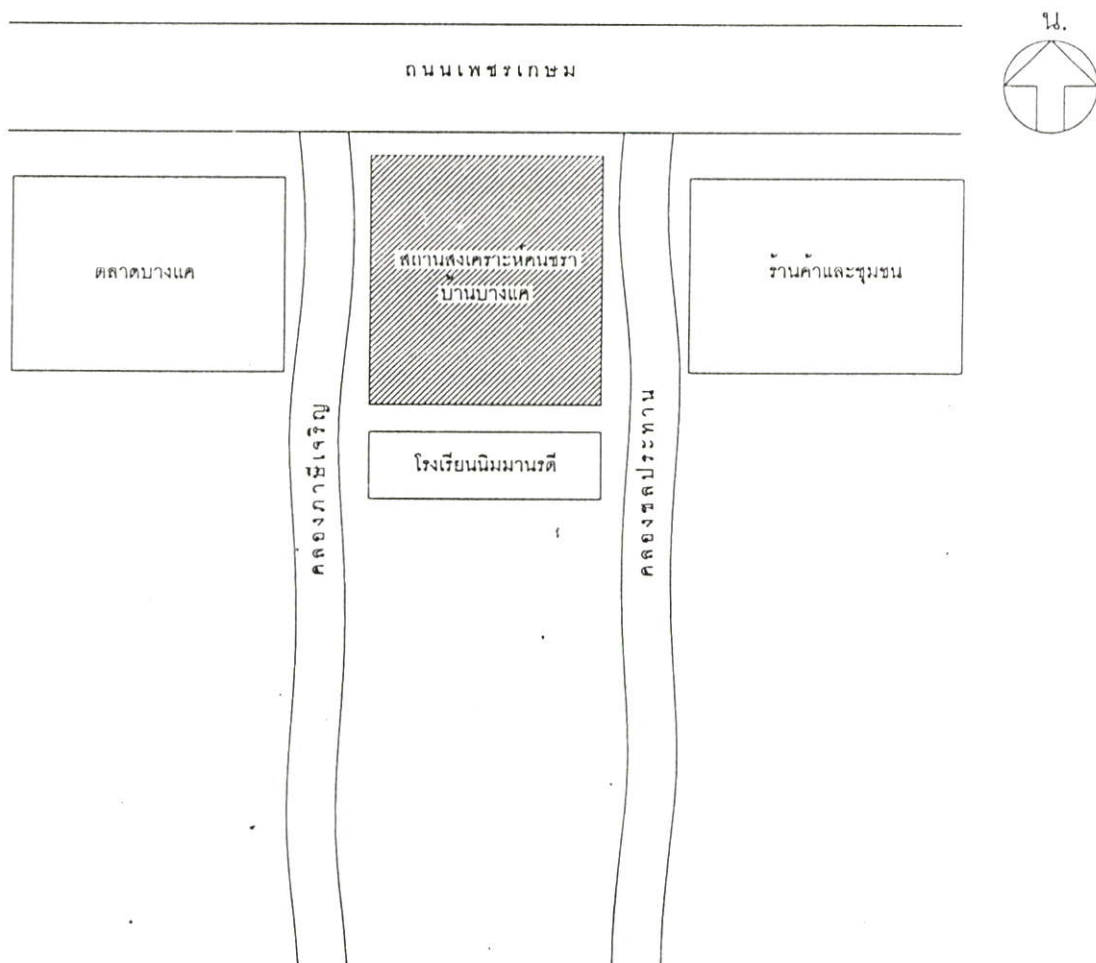 น.
ถนนเพชรเกษม
ตลาดบางแค
สถานสงเคราะห์คนชรา
บ้านบางแค
ร้านค้าและชุมชน
คลองภาษีเจริญ
โรงเรียนนิมมานรดี
คลองชลประทาน